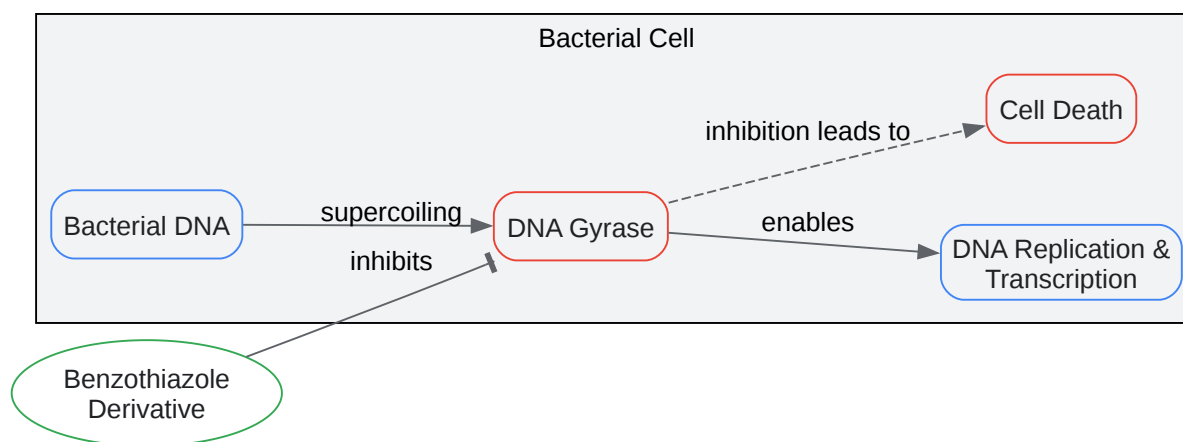 Bacterial Cell
Cell Death
inhibition leads to
Bacterial DNA
supercoiling
DNA Gyrase
enables
DNA Replication &
Transcription
inhibits
Benzothiazole
Derivative